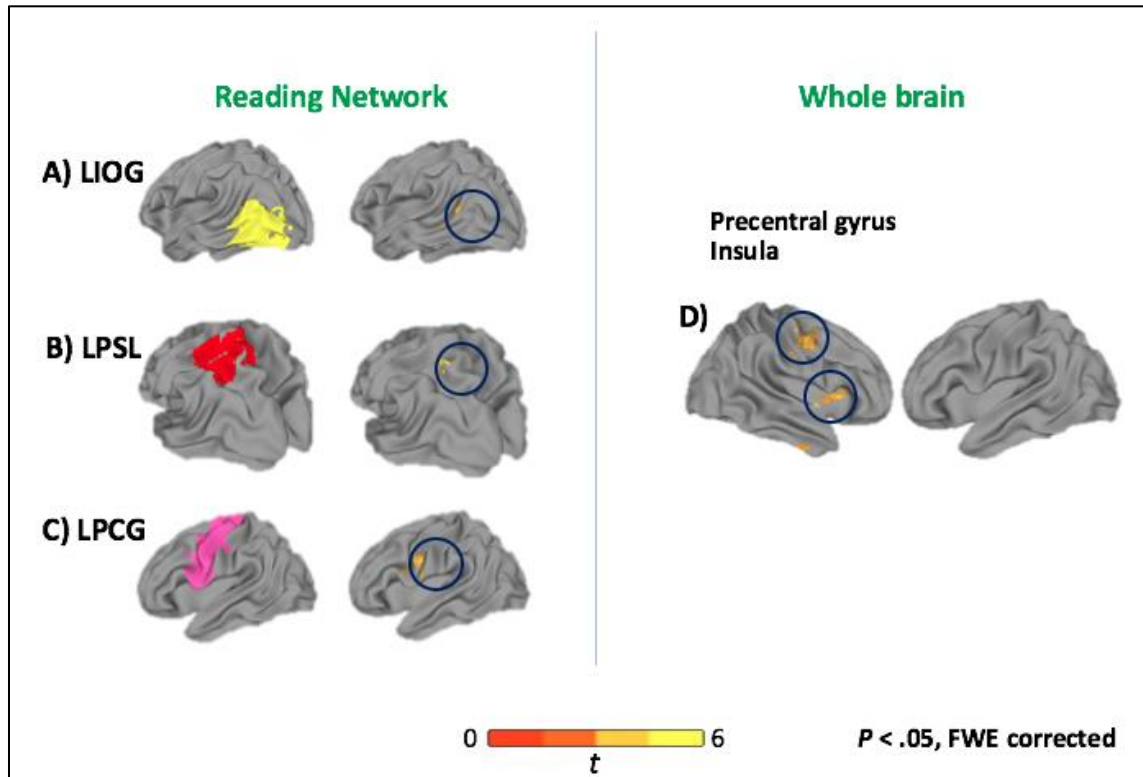 Reading Network
Whole brain
A) LIOG
Precentral gyrus
Insula
B) LPSL
D)
C) LPCG
0
6
t
P < .05, FWE corrected